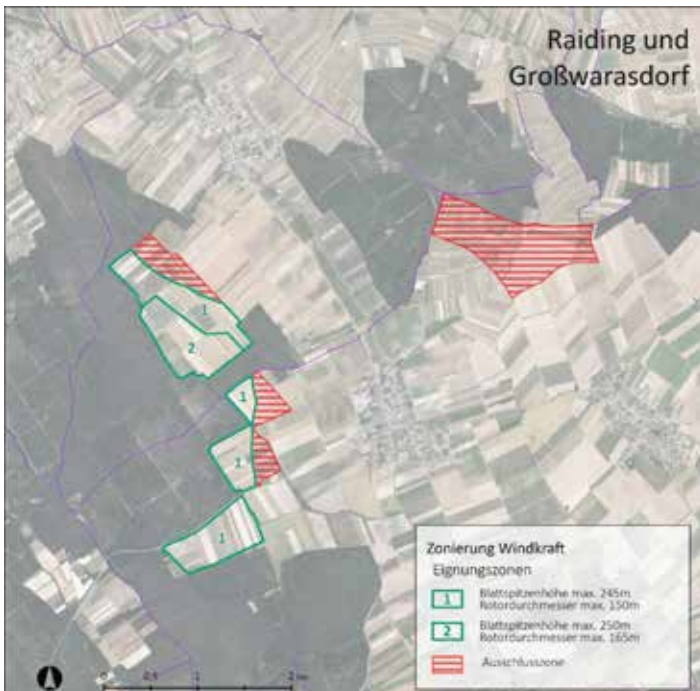 Raiding und
Großwarasdorf
1
2
1
1
1
Zonierung Windkraft
Eignungszonen
1 Blattspitzenhöhe max. 245m
Rotordurchmesser max. 150m
2 Blattspitzenhöhe max. 250m
Rotordurchmesser max. 165m
Ausschlusszone
0 0,5 1 2 km